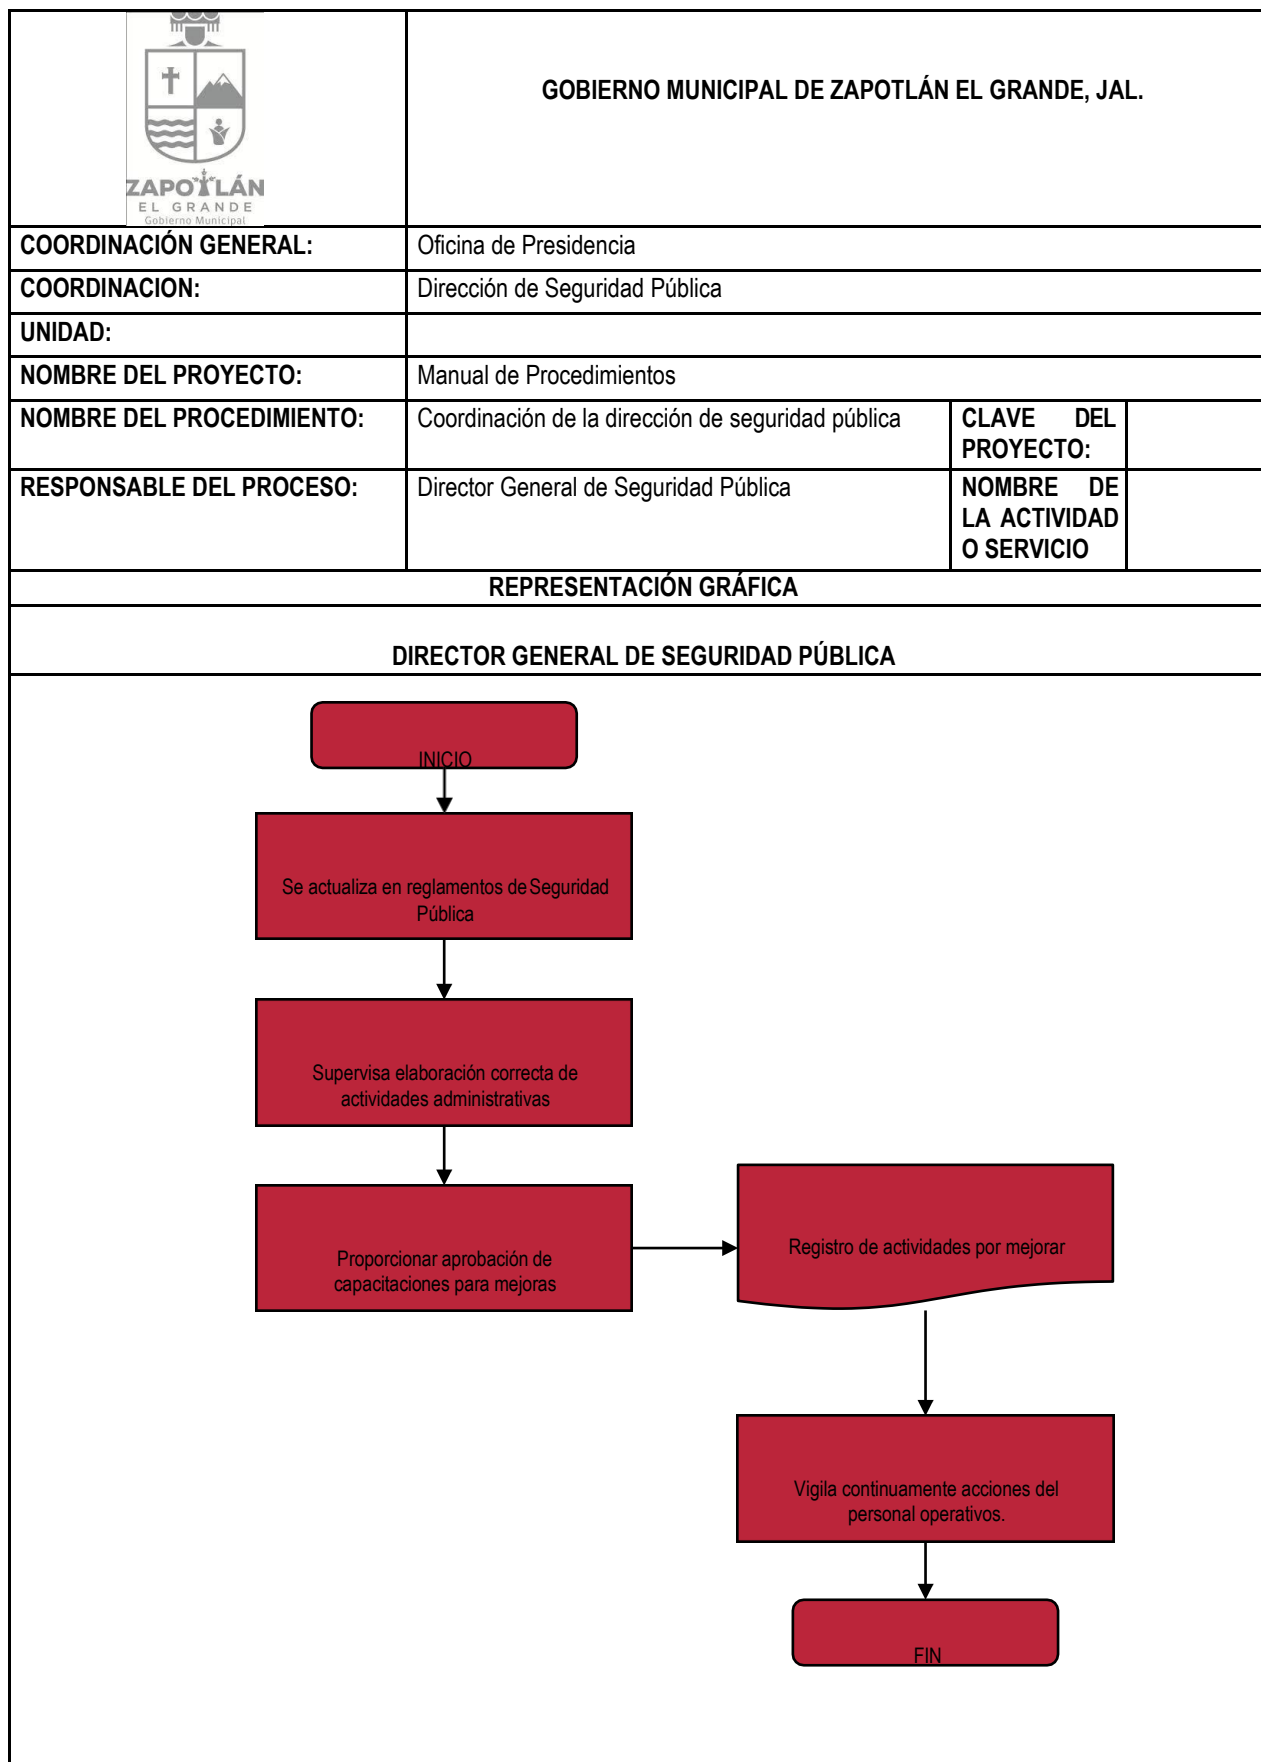 ZAPOTLÁN
EL GRANDE
Gobierno Municipal
GOBIERNO MUNICIPAL DE ZAPOTLÁN EL GRANDE, JAL.
COORDINACIÓN GENERAL:
Oficina de Presidencia
COORDINACION:
Dirección de Seguridad Pública
UNIDAD:
NOMBRE DEL PROYECTO:
Manual de Procedimientos
NOMBRE DEL PROCEDIMIENTO:
Coordinación de la dirección de seguridad pública
CLAVE DEL
PROYECTO:
RESPONSABLE DEL PROCESO:
Director General de Seguridad Pública
NOMBRE DE
LA ACTIVIDAD
O SERVICIO
REPRESENTACIÓN GRÁFICA
DIRECTOR GENERAL DE SEGURIDAD PÚBLICA
INICIO
Se actualiza en reglamentos de Seguridad
Pública
Supervisa elaboración correcta de
actividades administrativas
Proporcionar aprobación de
capacitaciones para mejoras
Registro de actividades por mejorar
Vigila continuamente acciones del
personal operativos.
FIN